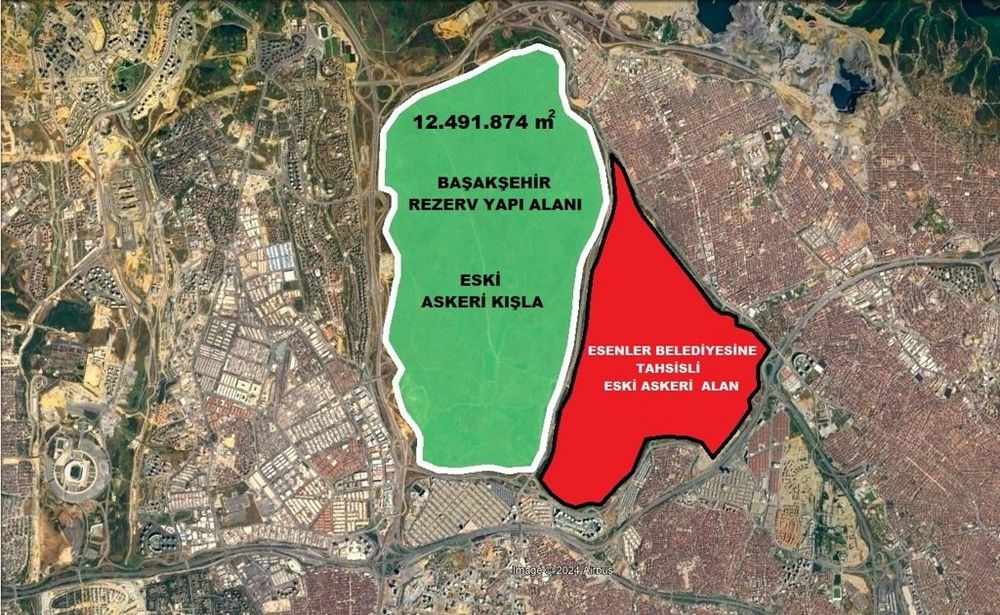 12.491.874 m²
BAŞAKŞEHİR
REZERV YAPI ALANI
ESKİ
ASKERİ KIŞLA
ESENLER BELEDİYESİNE
TAHSİSLİ
ESKİ ASKERİ ALAN
Image © 2024 Airbus